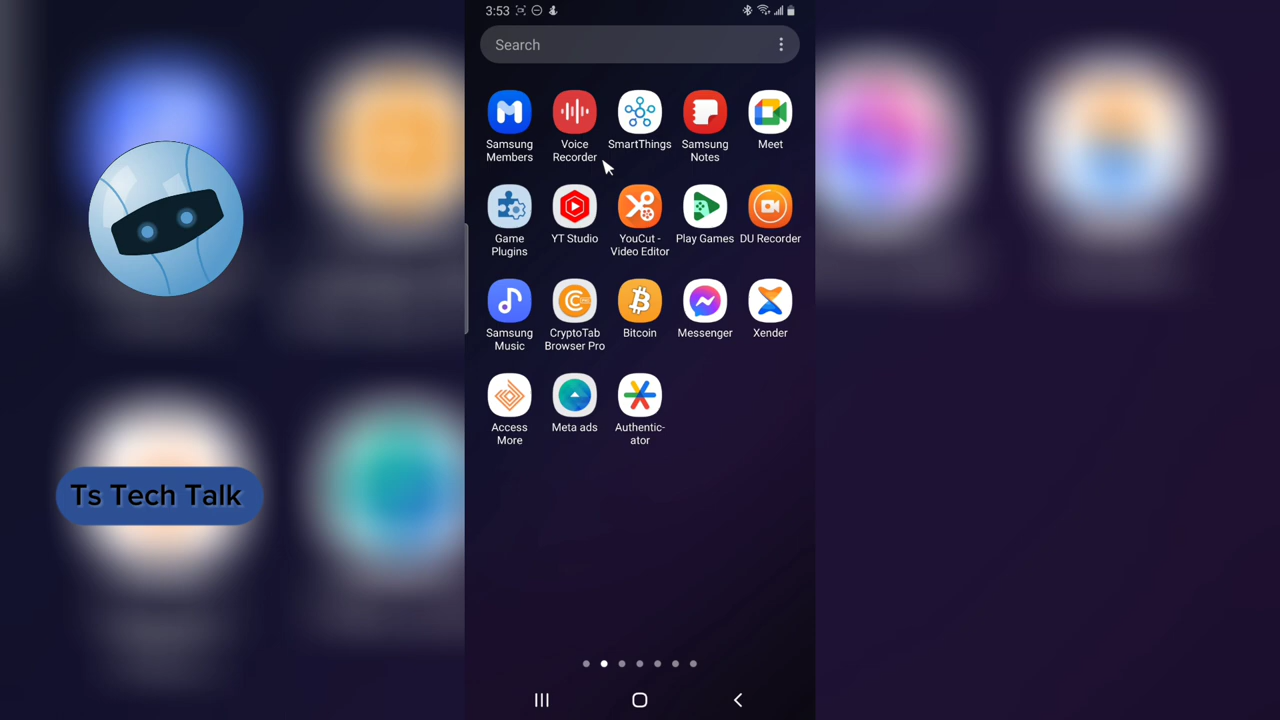 3:53
Search
Samsung Members
Voice Recorder
SmartThings
Samsung Notes
Meet
Game Plugins
YT Studio
YouCut - Video Editor
Play Games
DU Recorder
Samsung Music
CryptoTab Browser Pro
Bitcoin
Messenger
Xender
Access More
Meta ads
Authentic-
ator
Ts Tech Talk